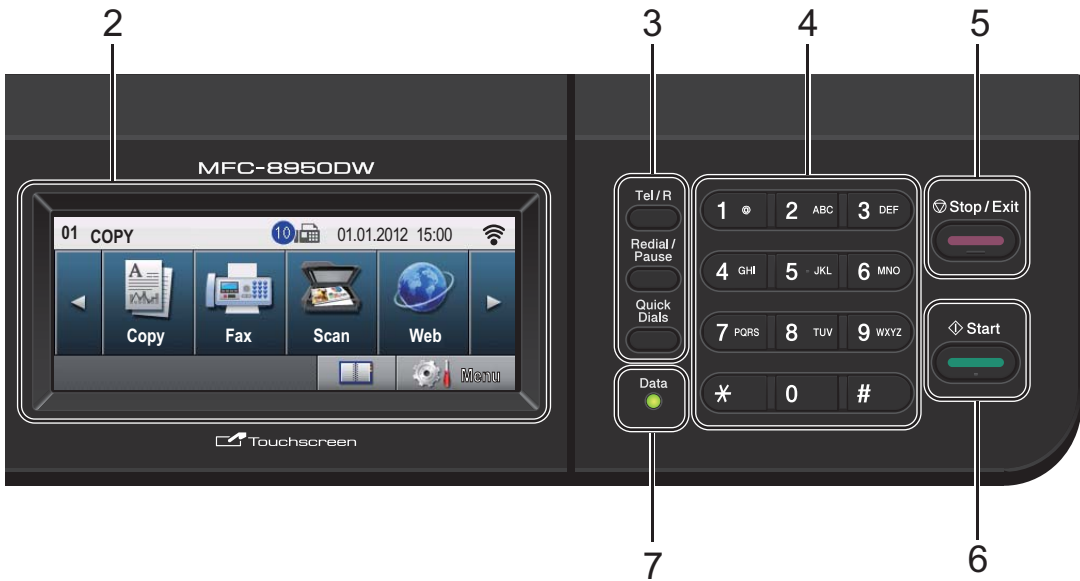 2
3
4
5
MFC-8950DW
01 COPY 10 01.01.2012 15:00
Copy Fax Scan Web
Menu
Touchscreen
Tel / R
Redial /
Pause
Quick
Dials
Data
1 @ 2 ABC 3 DEF
4 GHI 5 JKL 6 MNO
7 PQRS 8 TUV 9 WXYZ
* 0 #
Stop / Exit
Start
7
6